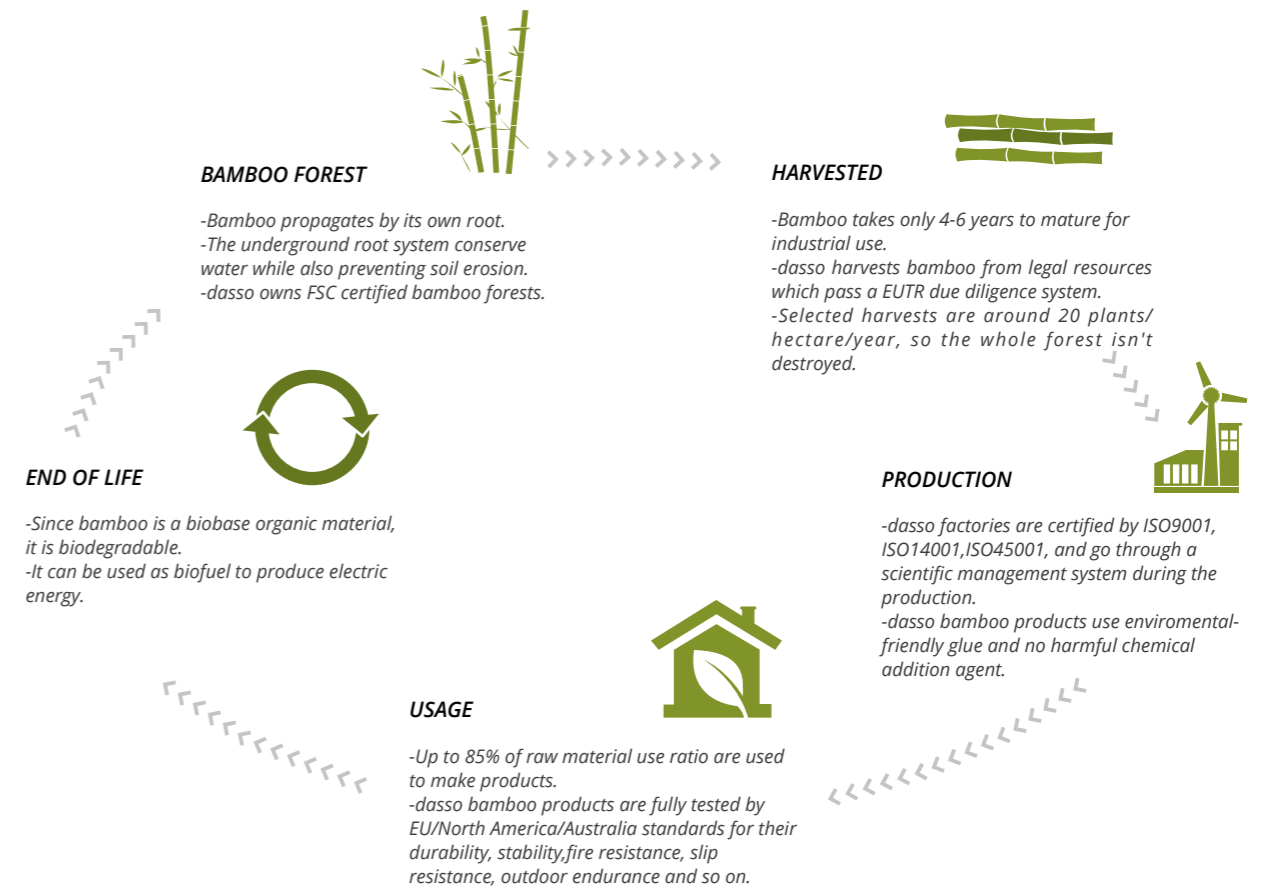 BAMBOO FOREST
-Bamboo propagates by its own root.
-The underground root system conserve
water while also preventing soil erosion.
-dasso owns FSC certified bamboo forests.
HARVESTED
-Bamboo takes only 4-6 years to mature for
industrial use.
-dasso harvests bamboo from legal resources
which pass a EUTR due diligence system.
-Selected harvests are around 20 plants/
hectare/year, so the whole forest isn't
destroyed.
PRODUCTION
-dasso factories are certified by ISO9001,
ISO14001,ISO45001, and go through a
scientific management system during the
production.
-dasso bamboo products use enviromental-
friendly glue and no harmful chemical
addition agent.
USAGE
-Up to 85% of raw material use ratio are used
to make products.
-dasso bamboo products are fully tested by
EU/North America/Australia standards for their
durability, stability,fire resistance, slip
resistance, outdoor endurance and so on.
END OF LIFE
-Since bamboo is a biobase organic material,
it is biodegradable.
-It can be used as biofuel to produce electric
energy.